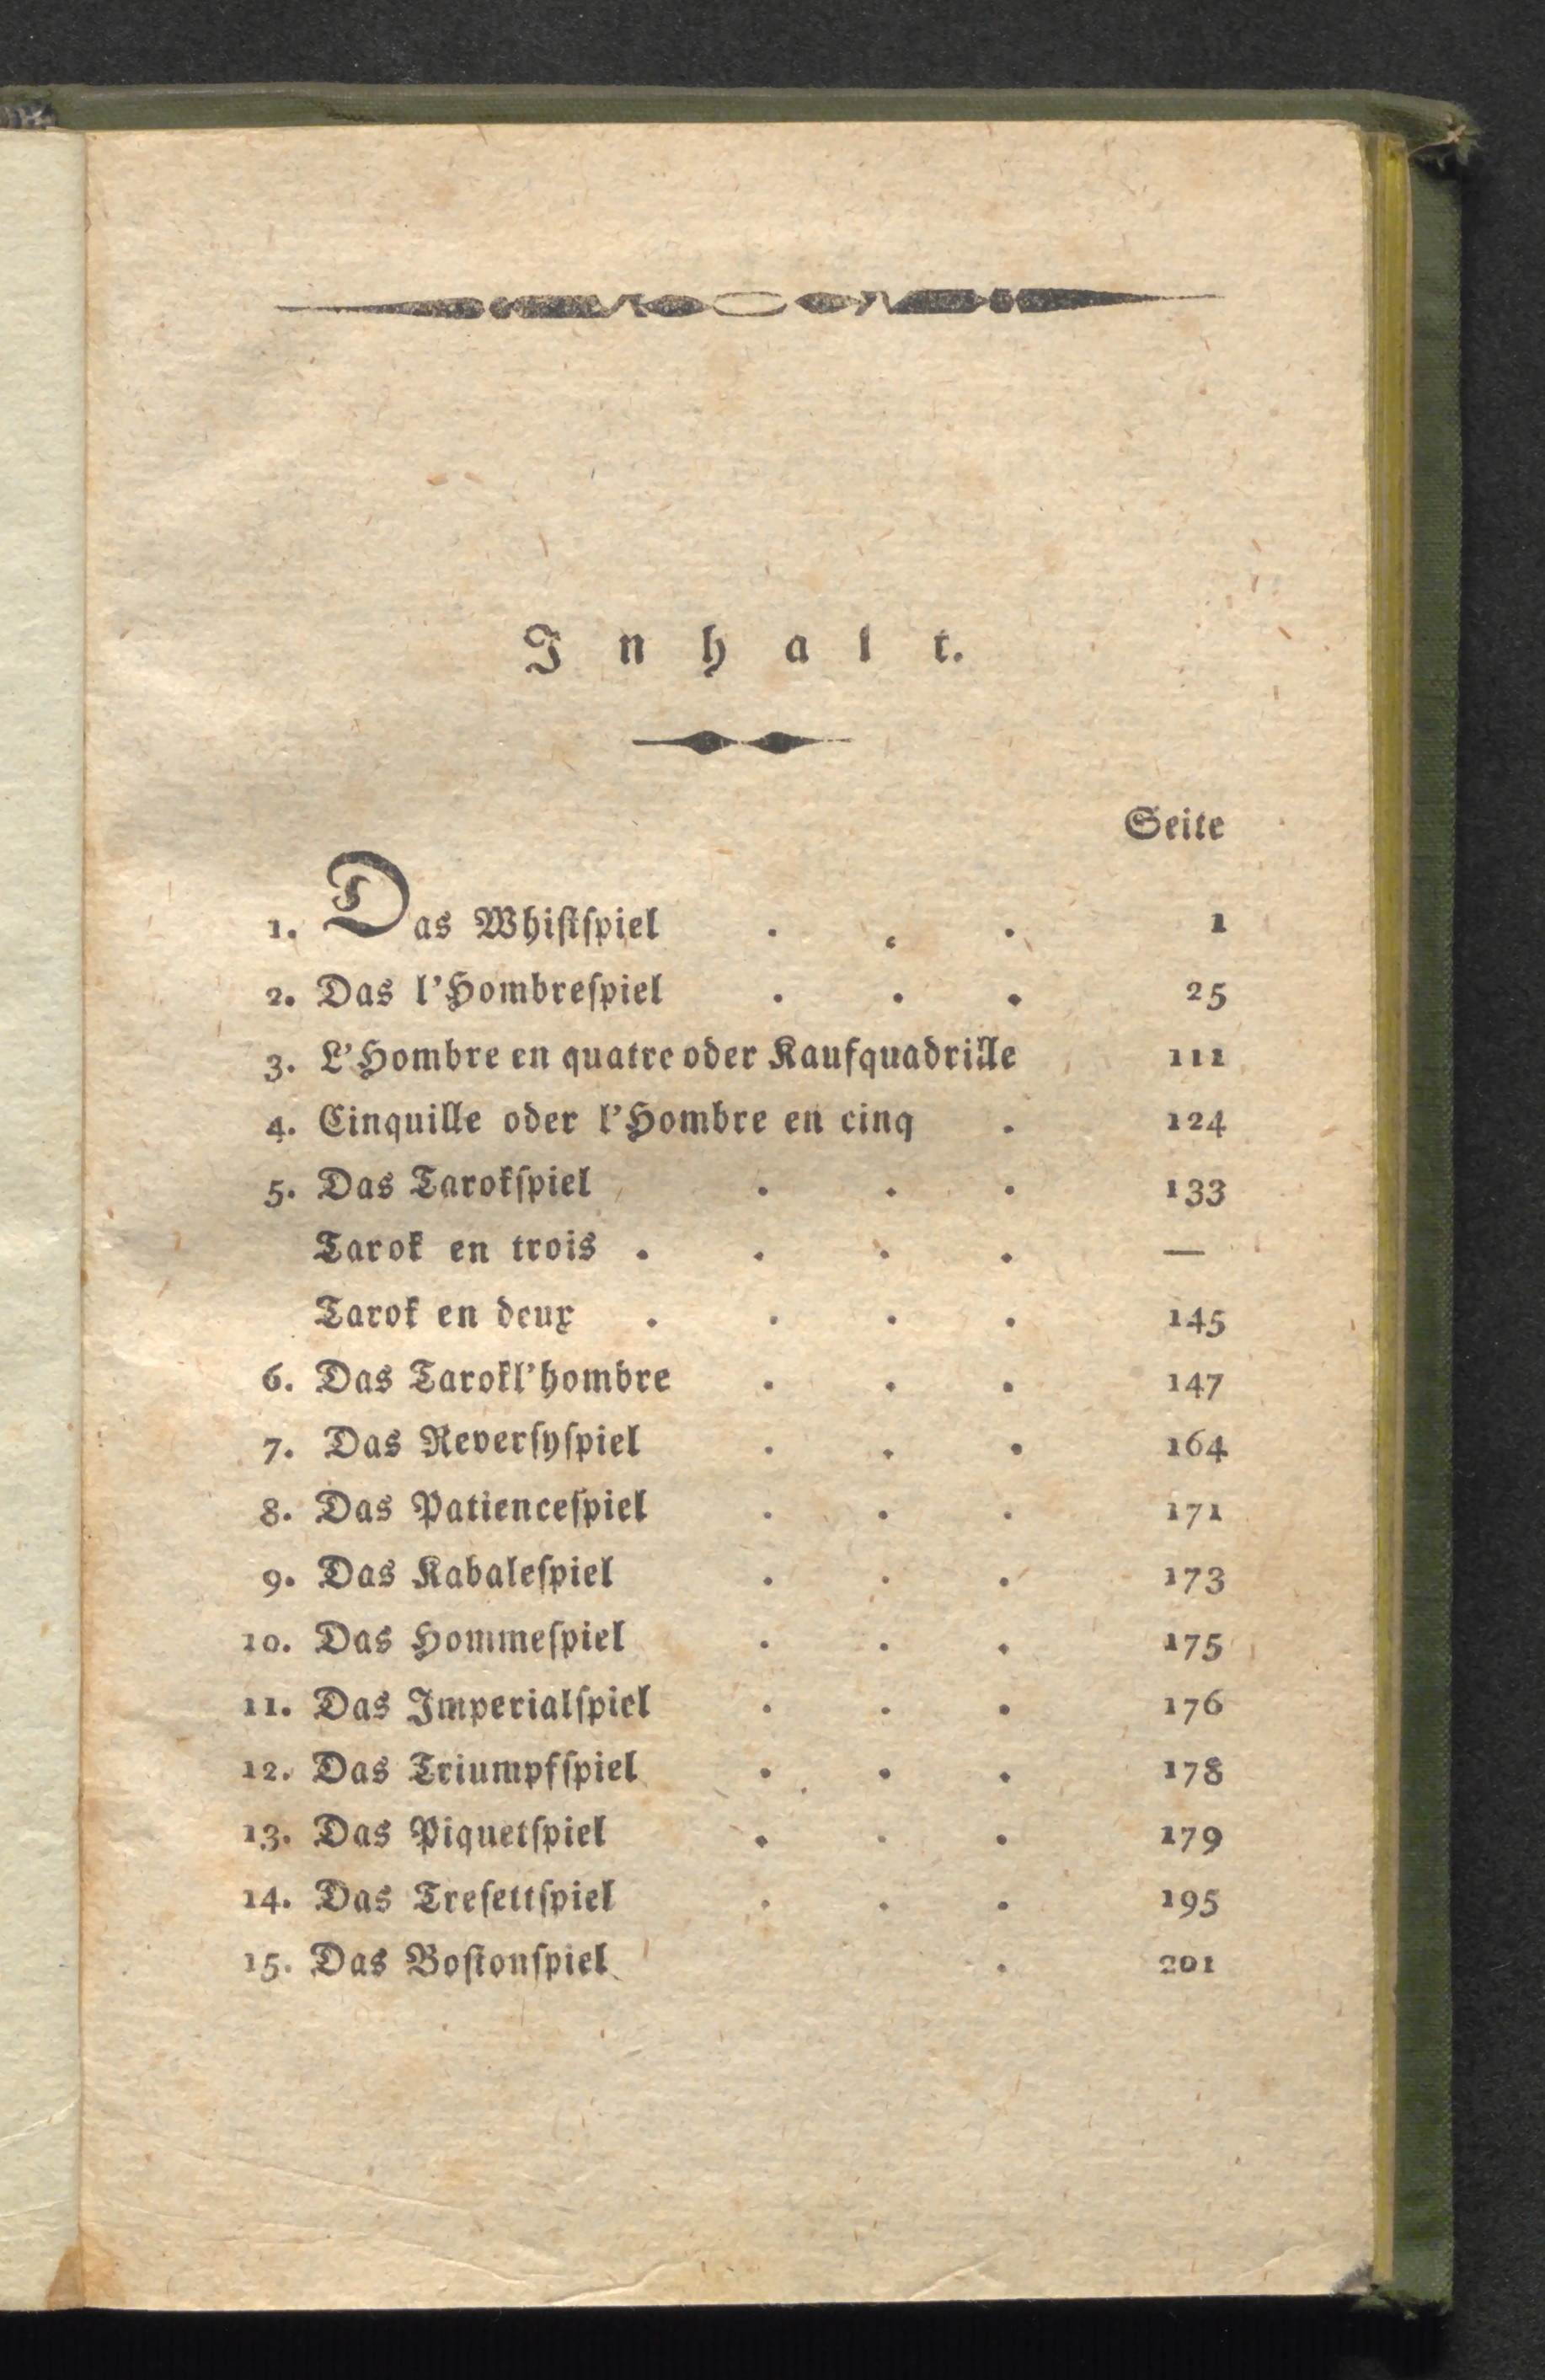 Inhalt.
Seite
1. Das Whiſtſpiel . . . 1
2. Das l'Hombreſpiel . . . 25
3. L'Hombre en quatre oder Kaufquadrille 111
4. Cinquille oder l'Hombre en cinq . 124
5. Das Tarokſpiel . . . 133
Tarok en trois . . . . —
Tarok en deux . . . . 145
6. Das Tarokl'hombre . . . 147
7. Das Reverſyſpiel . . . 164
8. Das Patienceſpiel . . . 171
9. Das Kabaleſpiel . . . 173
10. Das Hommeſpiel . . . 175
11. Das Imperialſpiel . . . 176
12. Das Triumpfſpiel . . . 178
13. Das Piquetſpiel . . . 179
14. Das Treſettſpiel . . . 195
15. Das Boſtonſpiel . 201